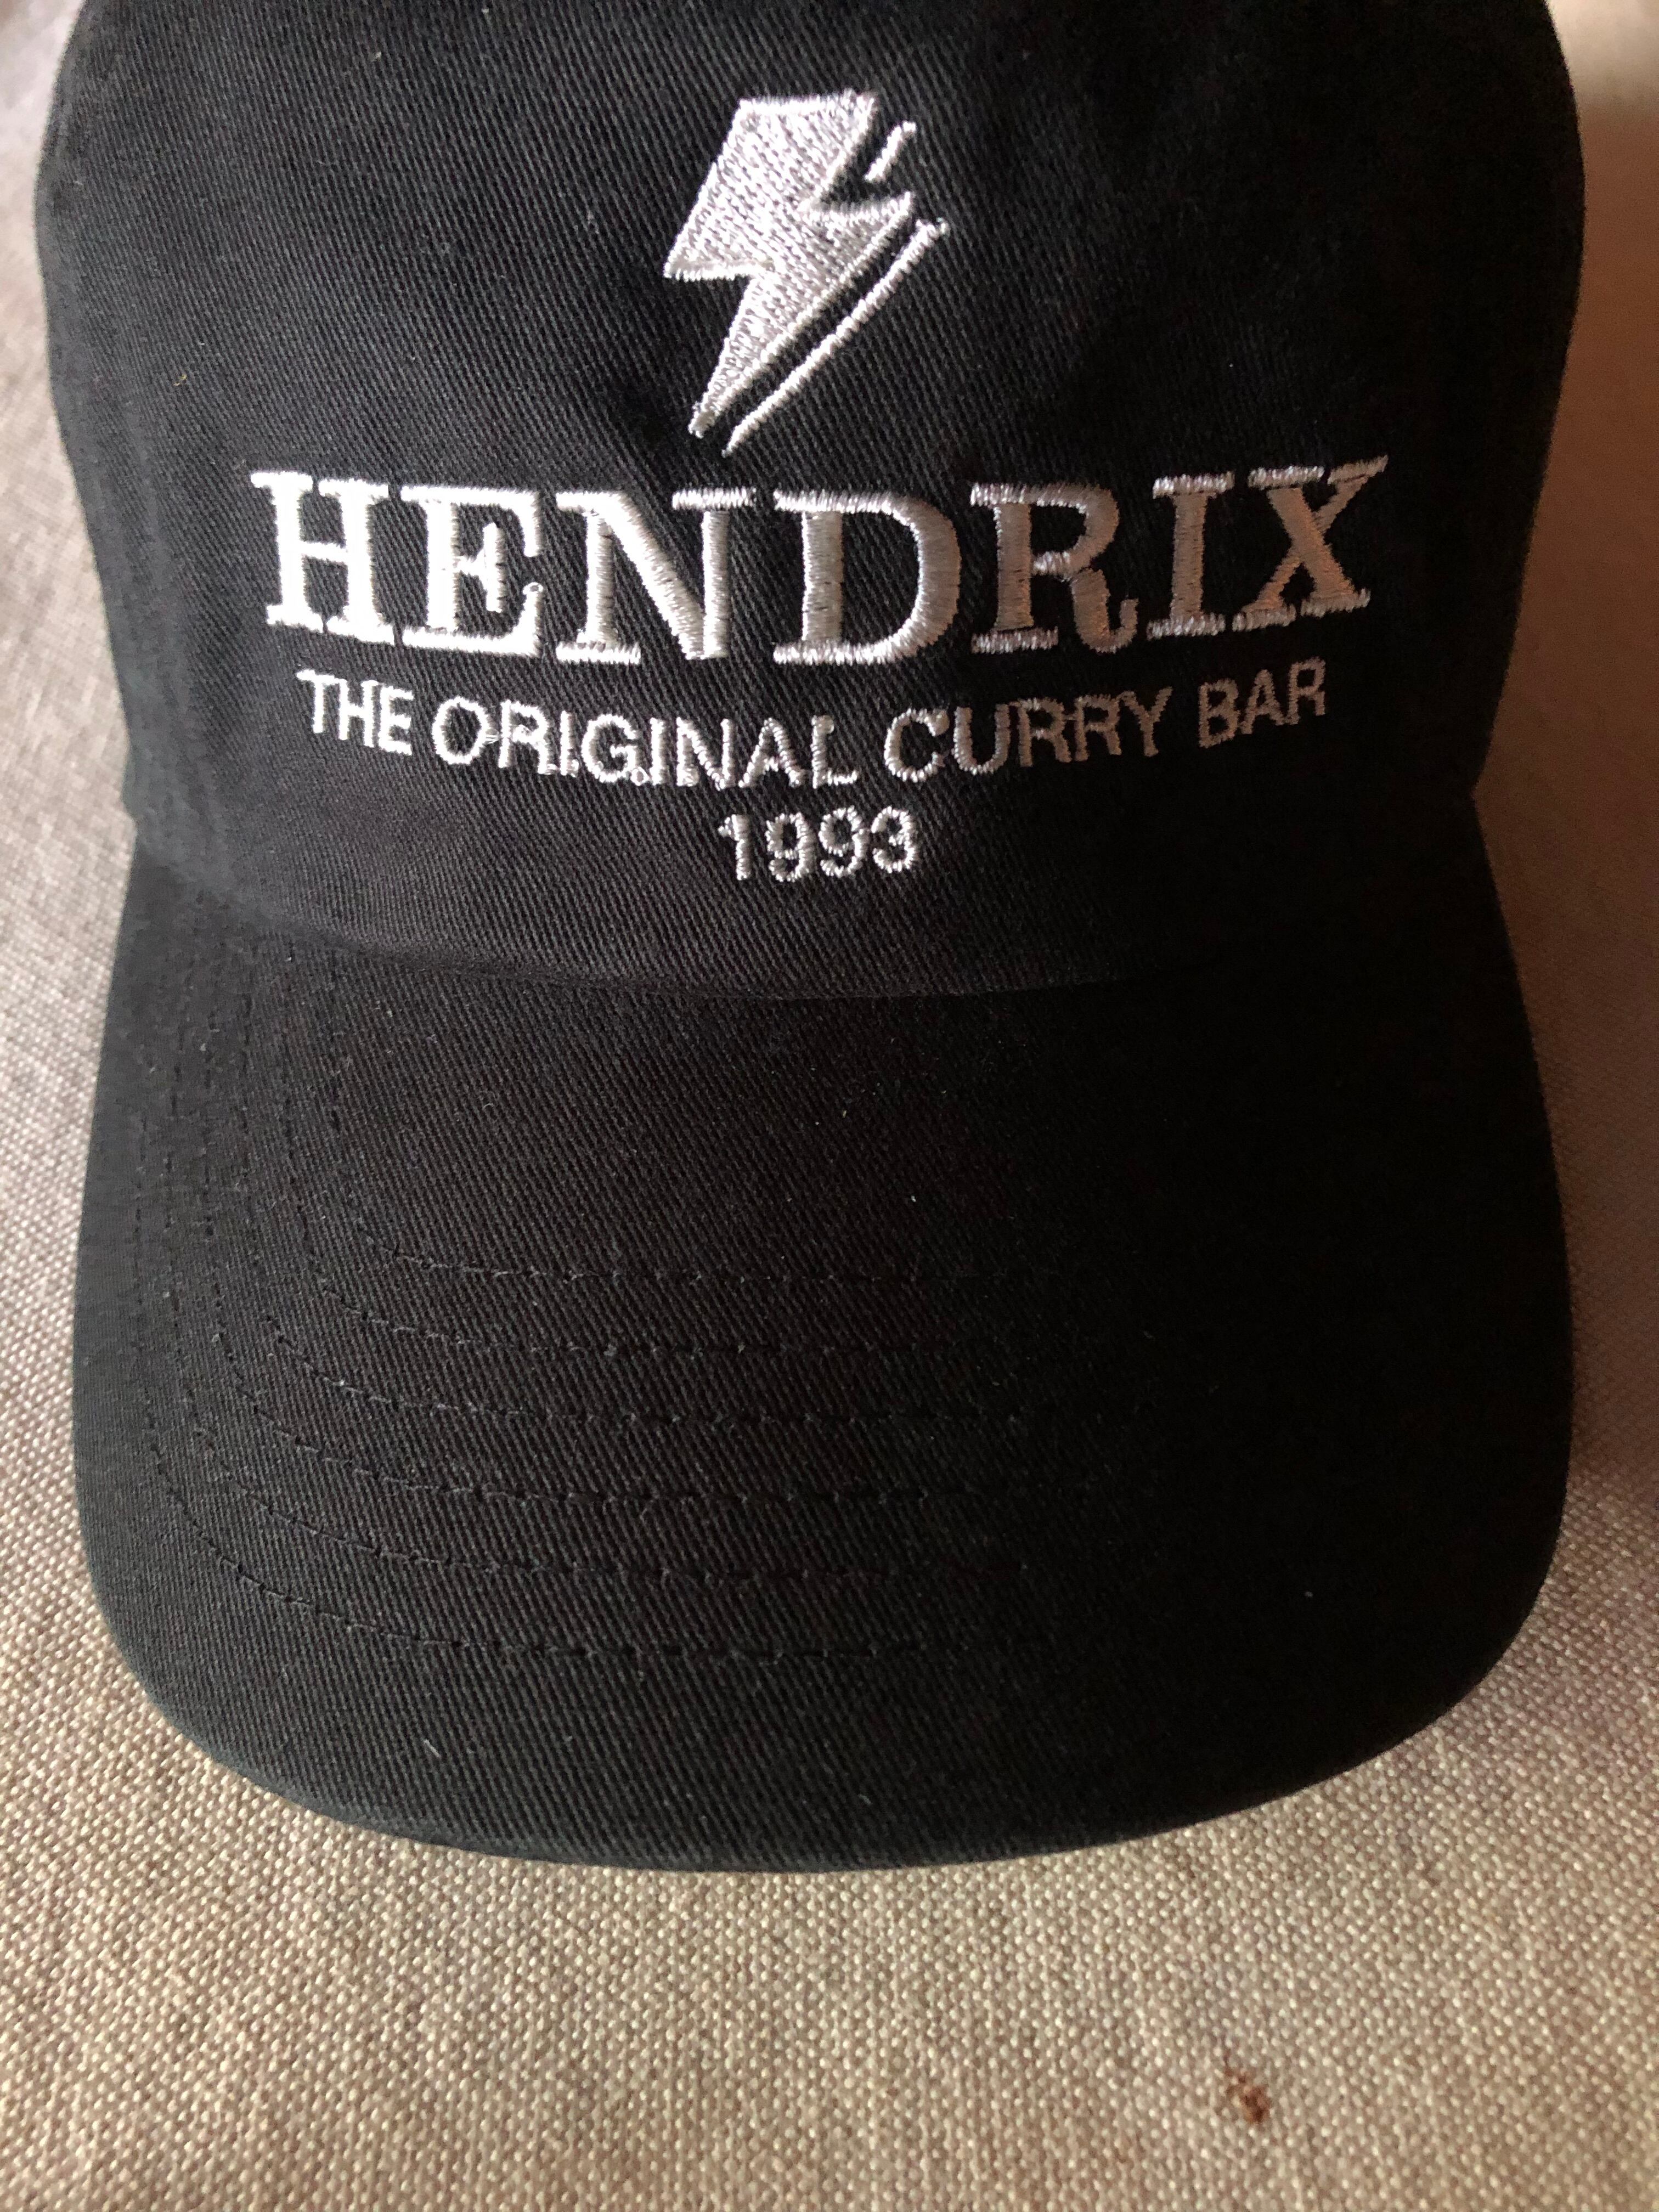 HENDRIX
THE ORIGINAL CURRY BAR
1993